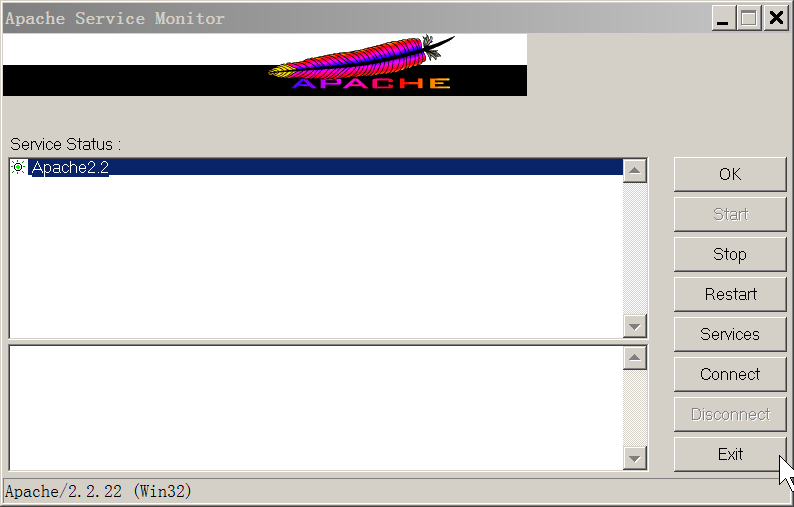 Apache Service Monitor
APACHE
Service Status :
Apache2.2
OK
Start
Stop
Restart
Services
Connect
Disconnect
Exit
Apache/2.2.22 (Win32)